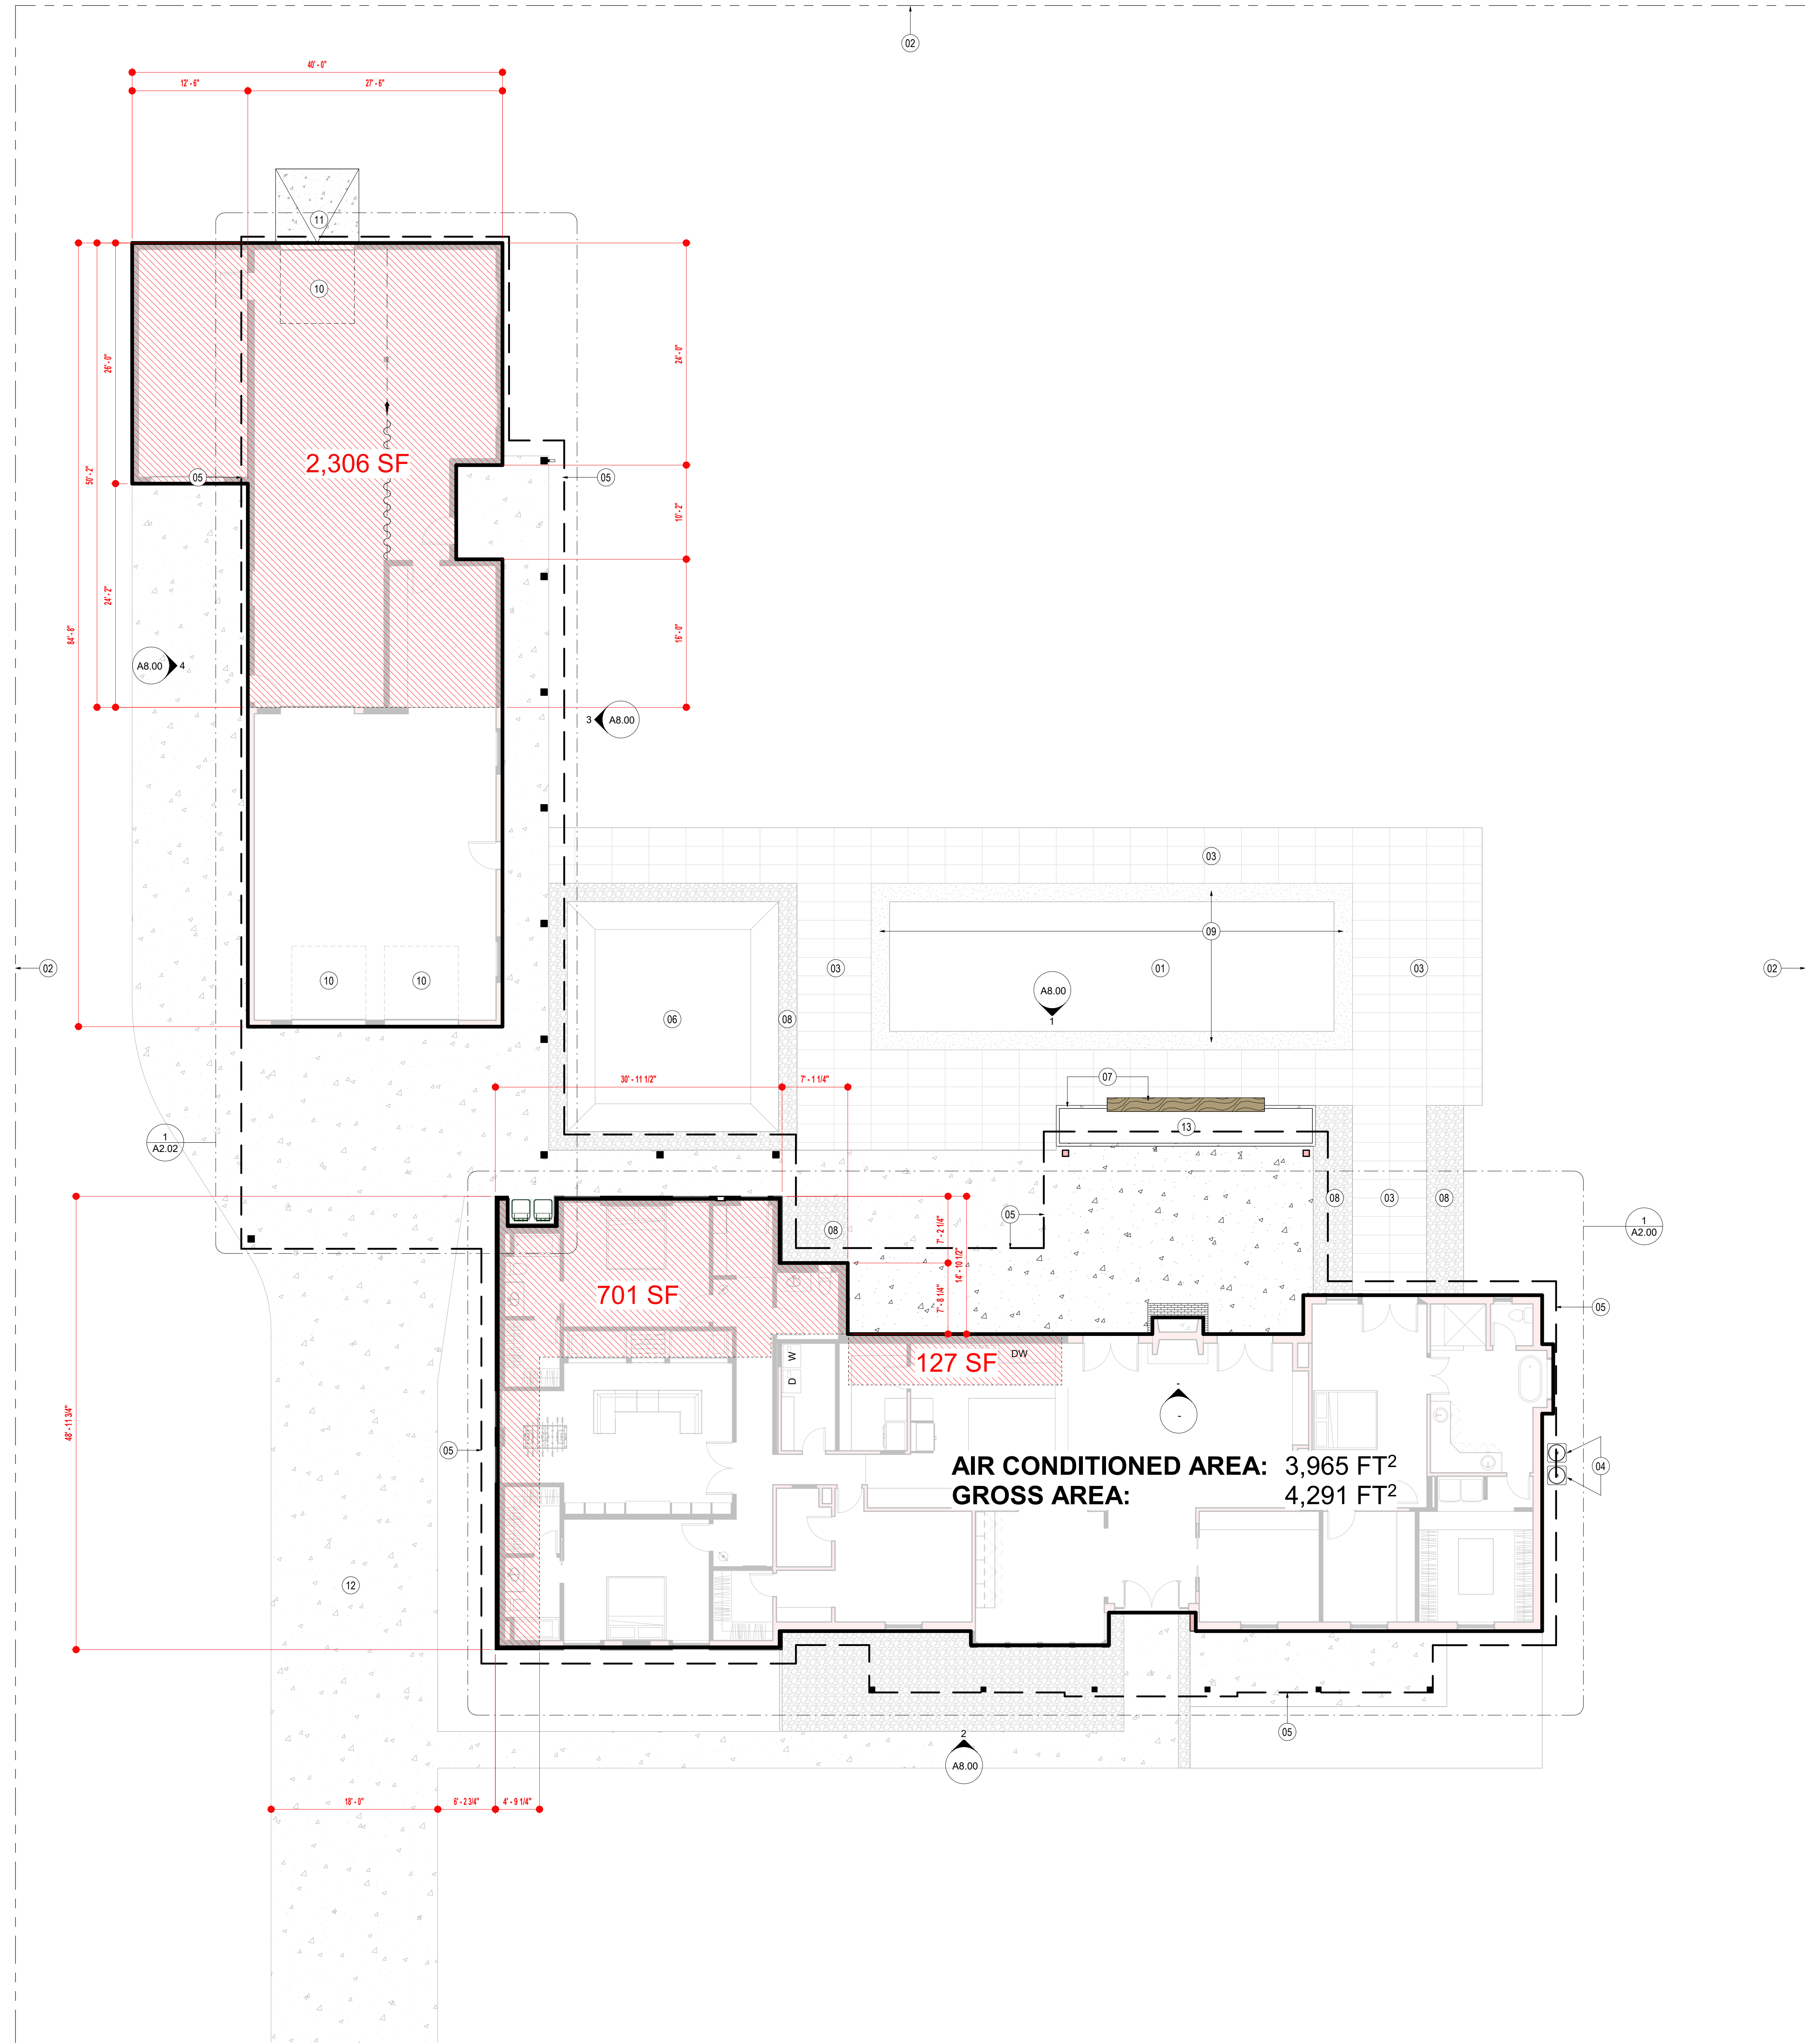 02
40' - 0"
12' - 6"
27' - 6"
11
10
24' - 0"
26' - 0"
2,306 SF
50' - 2"
05
05
10' - 2"
24' - 2"
84' - 8"
16' - 0"
A8.00
4
3
A8.00
03
09
02
03
01
03
02
10
10
A8.00
1
06
08
30' - 11 1/2"
7' - 1 1/4"
07
13
1
A2.02
08
03
08
05
08
7' - 2 1/4"
14' - 10 1/2"
7' - 8 1/4"
1
A2.00
701 SF
05
127 SF
DW
W
D
-
-
48' - 11 3/4"
05
AIR CONDITIONED AREA: 3,965 FT²
GROSS AREA: 4,291 FT²
04
12
2
A8.00
05
18' - 0"
6' - 2 3/4"
4' - 9 1/4"